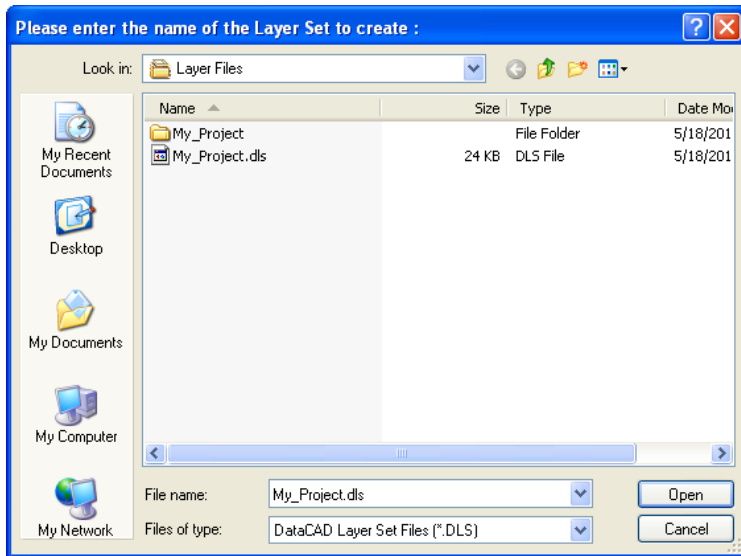 Please enter the name of the Layer Set to create :
Look in: Layer Files
Name Size Type Date Mo
My_Project File Folder 5/18/201
My_Project.dls 24 KB DLS File 5/18/201
My Recent
Documents
Desktop
My Documents
My Computer
My Network
File name: My_Project.dls Open
Files of type: DataCAD Layer Set Files (*.DLS) Cancel